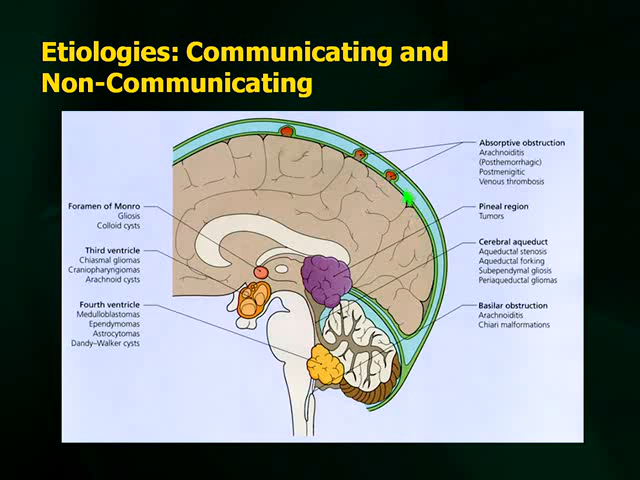 Etiologies: Communicating and
Non-Communicating
Foramen of Monro
Gliosis
Colloid cysts
Third ventricle
Chiasmal gliomas
Craniopharyngiomas
Arachnoid cysts
Fourth ventricle
Medulloblastomas
Ependymomas
Astrocytomas
Dandy–Walker cysts
Absorptive obstruction
Arachnoiditis
(Posthemorrhagic)
Postmenigitic
Venous thrombosis
Pineal region
Tumors
Cerebral aqueduct
Aqueductal stenosis
Aqueductal forking
Subependymal gliosis
Periaqueductal gliomas
Basilar obstruction
Arachnoiditis
Chiari malformations